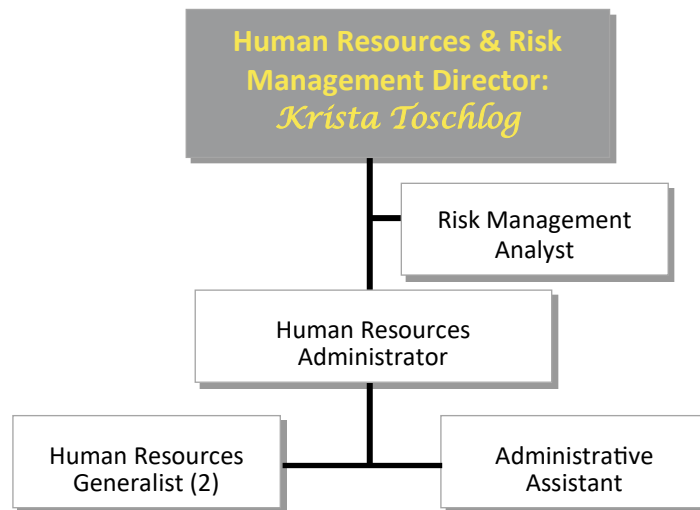 Human Resources & Risk
Management Director:
Krista Toschlog
Risk Management
Analyst
Human Resources
Administrator
Human Resources
Generalist (2)
Administrative
Assistant